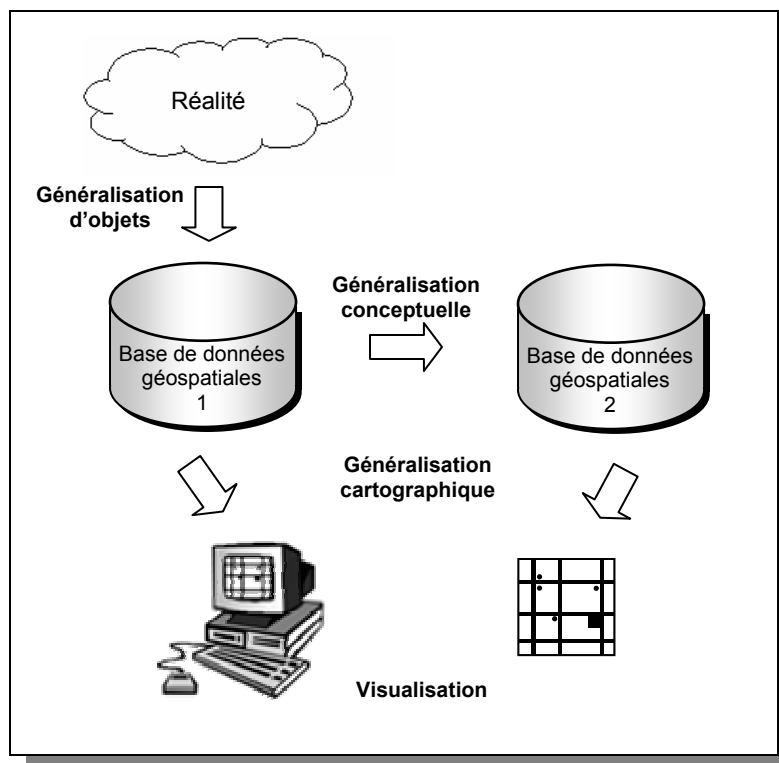 Réalité
Généralisation
d'objets
Généralisation
conceptuelle
Base de données
géospatiales
1
Base de données
géospatiales
2
Généralisation
cartographique
Visualisation